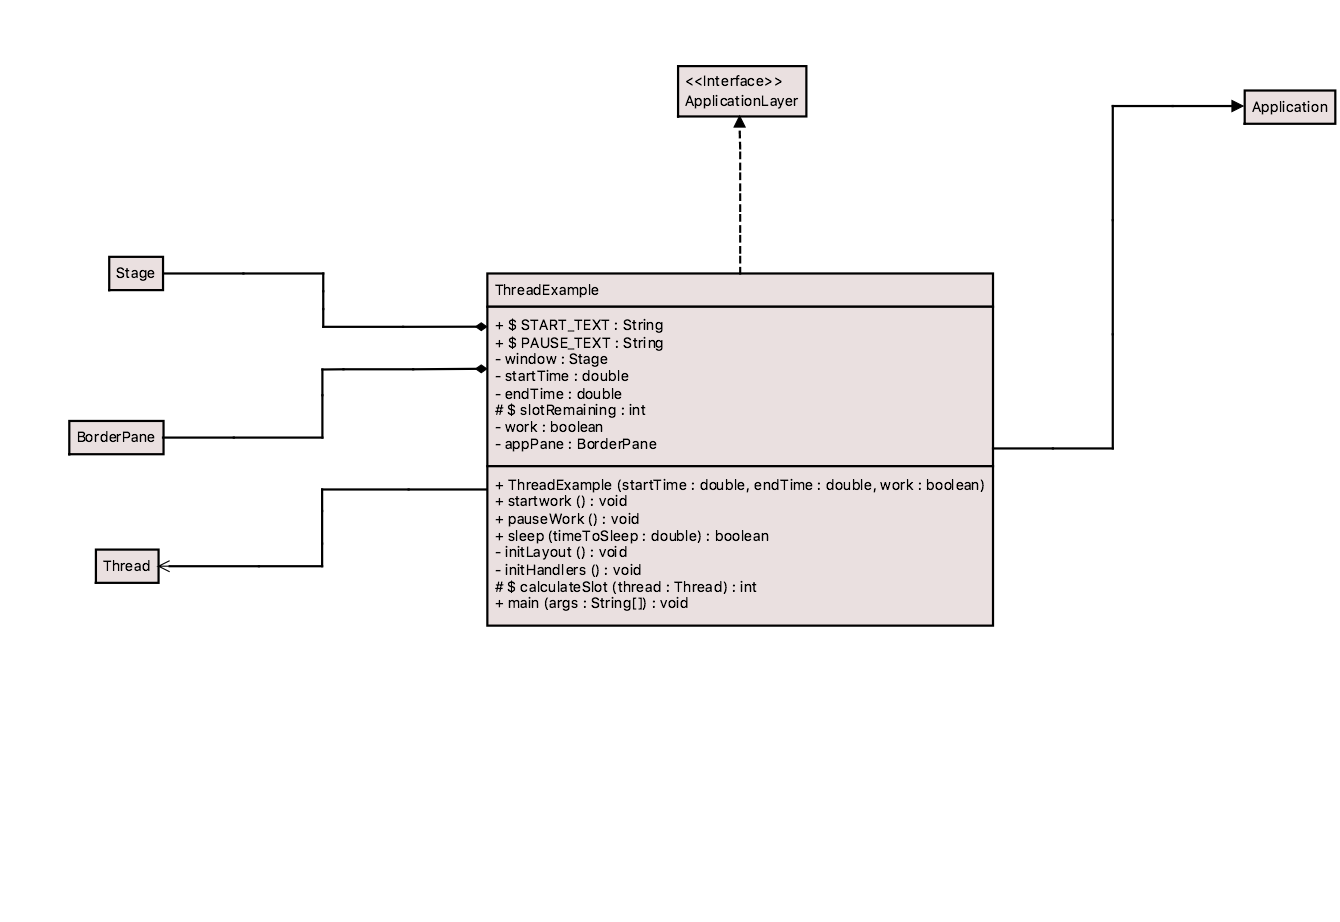 <<Interface>>
ApplicationLayer
Application
Stage
BorderPane
Thread
ThreadExample
+ $ START_TEXT : String
+ $ PAUSE_TEXT : String
- window : Stage
- startTime : double
- endTime : double
# $ slotRemaining : int
- work : boolean
- appPane : BorderPane
+ ThreadExample (startTime : double, endTime : double, work : boolean)
+ startwork () : void
+ pauseWork () : void
+ sleep (timeToSleep : double) : boolean
- initLayout () : void
- initHandlers () : void
# $ calculateSlot (thread : Thread) : int
+ main (args : String[]) : void